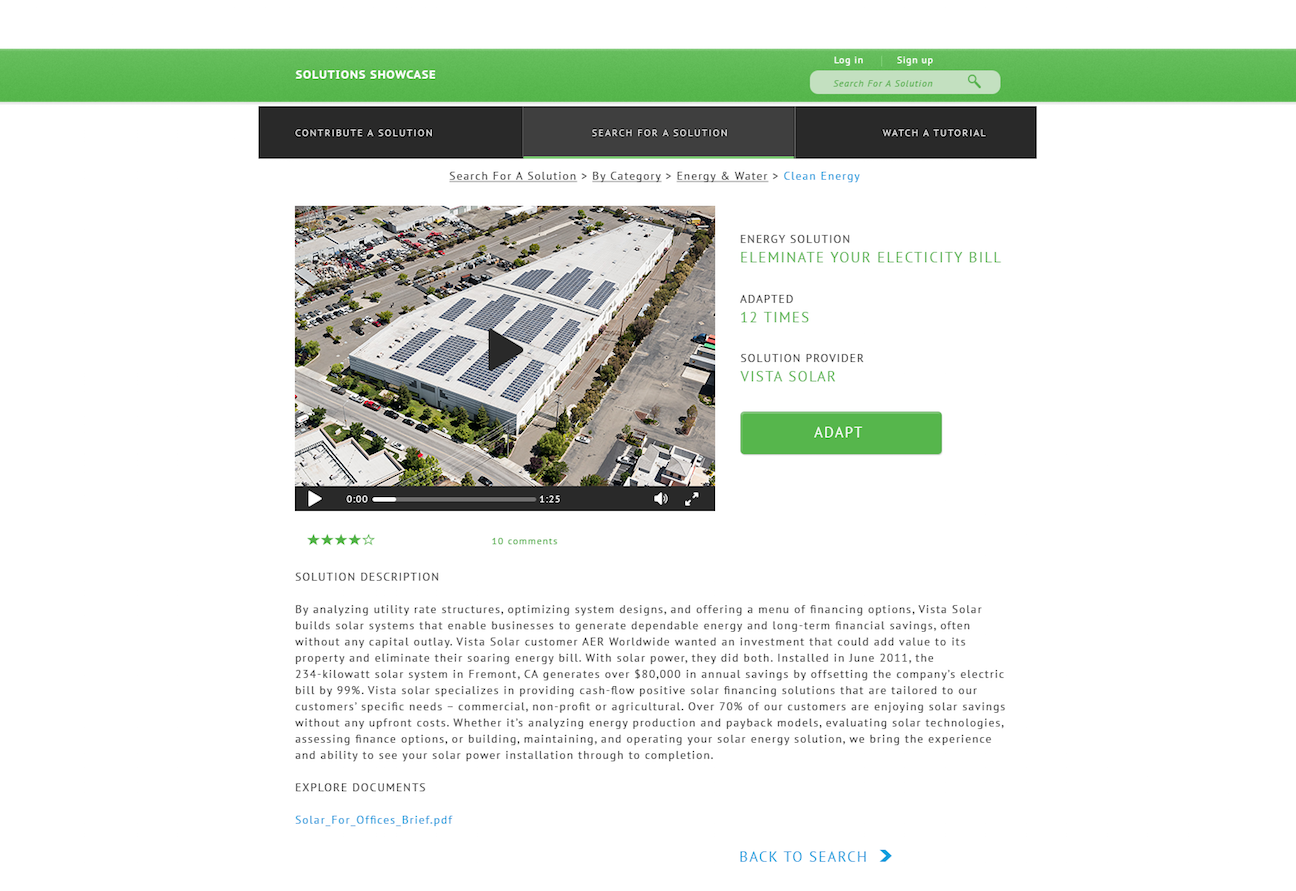 Log in | Sign up
SOLUTIONS SHOWCASE
Search For A Solution
CONTRIBUTE A SOLUTION
SEARCH FOR A SOLUTION
WATCH A TUTORIAL
Search For A Solution > By Category > Energy & Water > Clean Energy
ENERGY SOLUTION
ELEMINATE YOUR ELECTICITY BILL
ADAPTED
12 TIMES
SOLUTION PROVIDER
VISTA SOLAR
ADAPT
0:00
1:25
10 comments
SOLUTION DESCRIPTION
By analyzing utility rate structures, optimizing system designs, and offering a menu of financing options, Vista Solar
builds solar systems that enable businesses to generate dependable energy and long-term financial savings, often
without any capital outlay. Vista Solar customer AER Worldwide wanted an investment that could add value to its
property and eliminate their soaring energy bill. With solar power, they did both. Installed in June 2011, the
234-kilowatt solar system in Fremont, CA generates over $80,000 in annual savings by offsetting the company's electric
bill by 99%. Vista solar specializes in providing cash-flow positive solar financing solutions that are tailored to our
customers' specific needs – commercial, non-profit or agricultural. Over 70% of our customers are enjoying solar savings
without any upfront costs. Whether it's analyzing energy production and payback models, evaluating solar technologies,
assessing finance options, or building, maintaining, and operating your solar energy solution, we bring the experience
and ability to see your solar power installation through to completion.
EXPLORE DOCUMENTS
Solar_For_Offices_Brief.pdf
BACK TO SEARCH